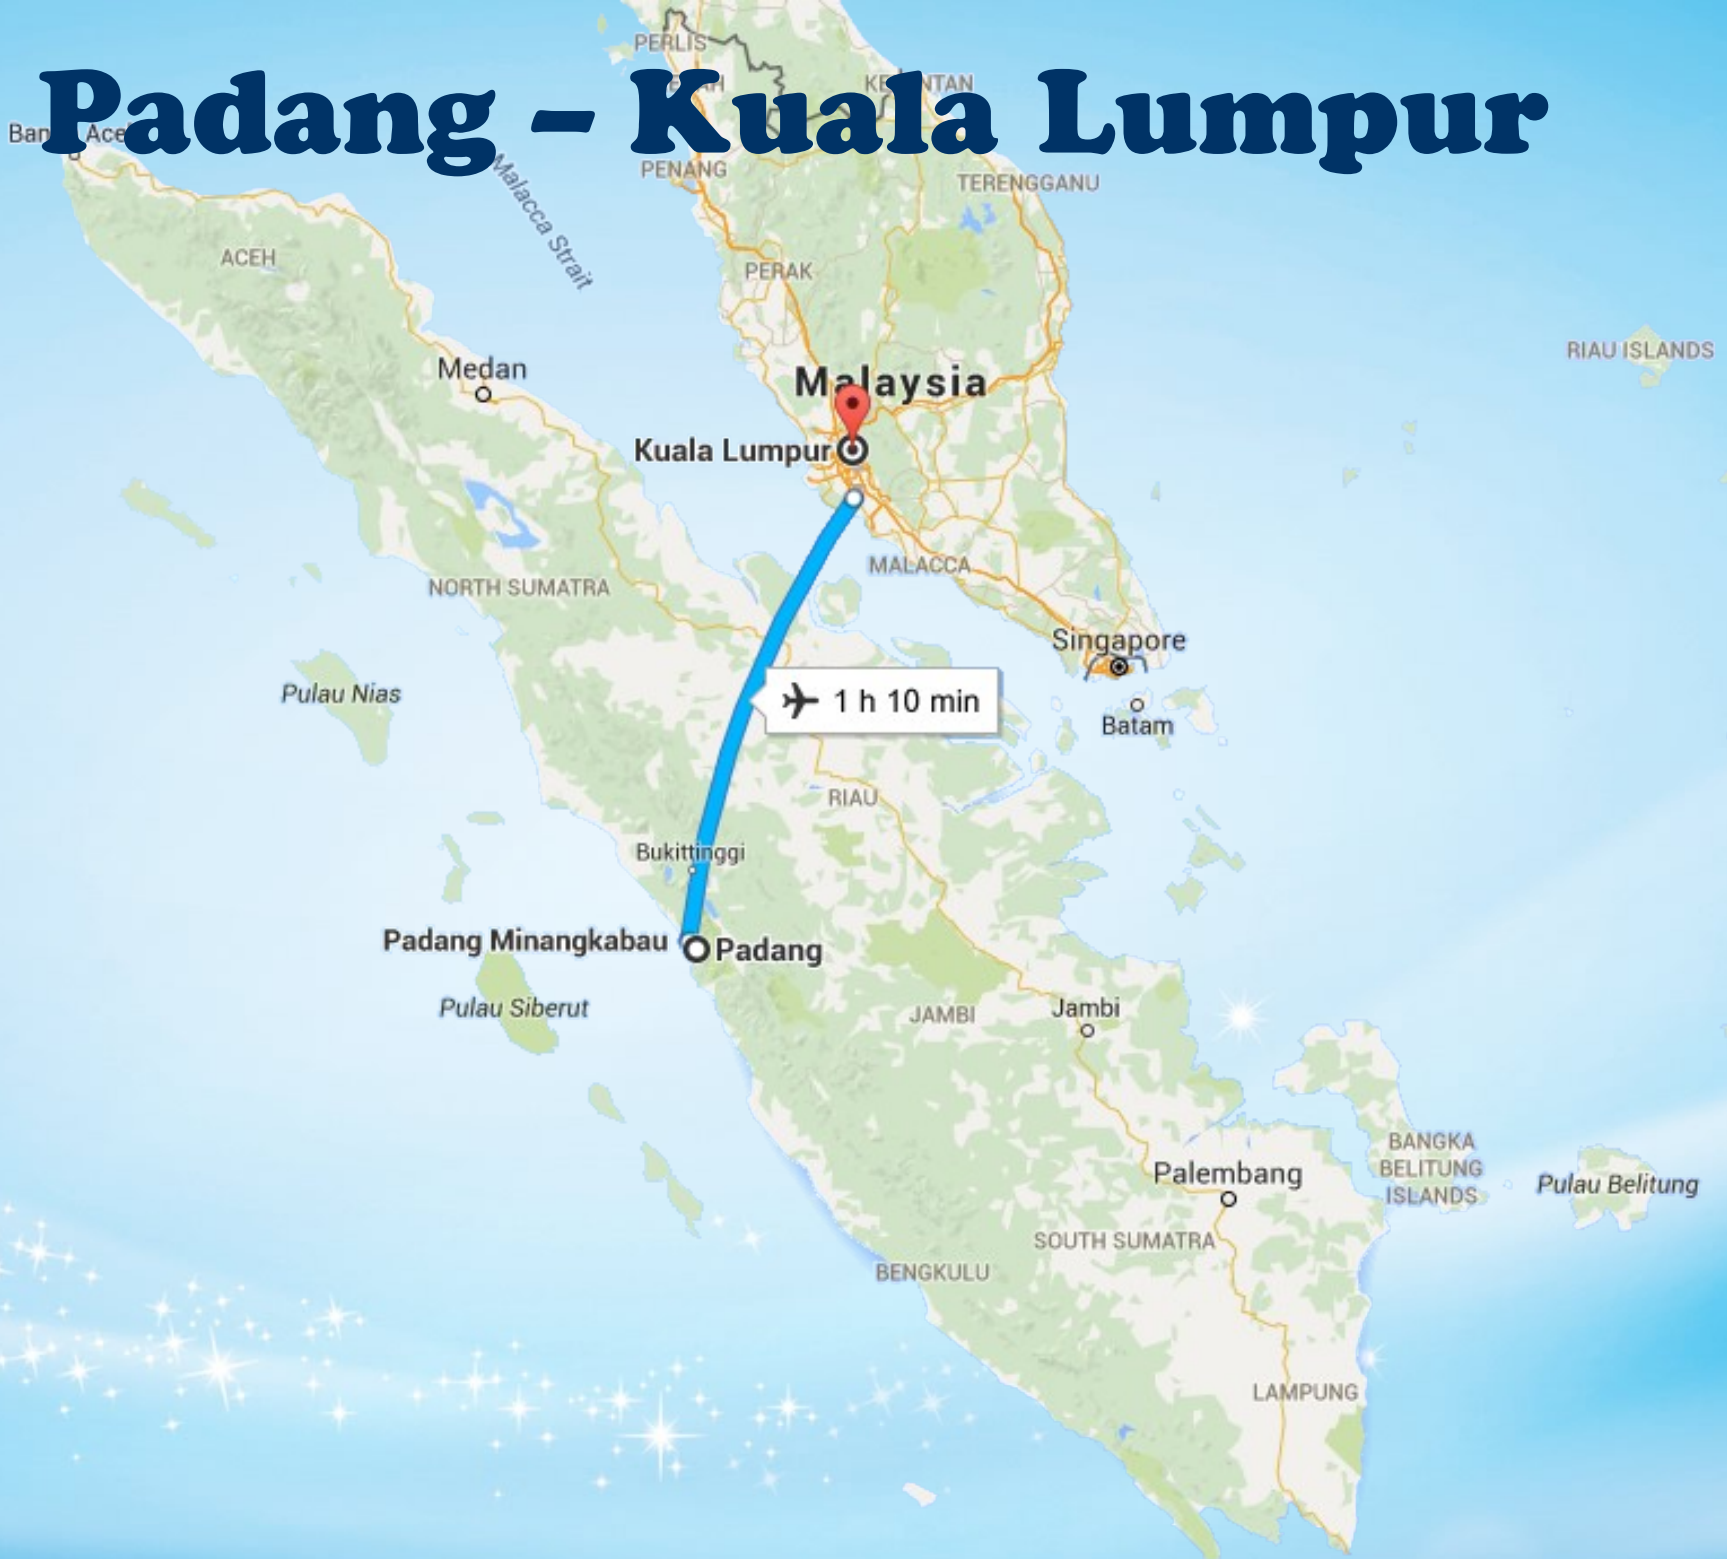 Padang – Kuala Lumpur
PERLIS
PENANG
TERENGGANU
Malacca Strait
ACEH
PERAK
RIAU ISLANDS
Medan
Malaysia
Kuala Lumpur
MALACCA
NORTH SUMATRA
Singapore
Pulau Nias
1 h 10 min
Batam
RIAU
Bukittinggi
Padang Minangkabau
Padang
Pulau Siberut
JAMBI
Jambi
BANGKA
BELITUNG
ISLANDS
Palembang
Pulau Belitung
SOUTH SUMATRA
BENGKULU
LAMPUNG